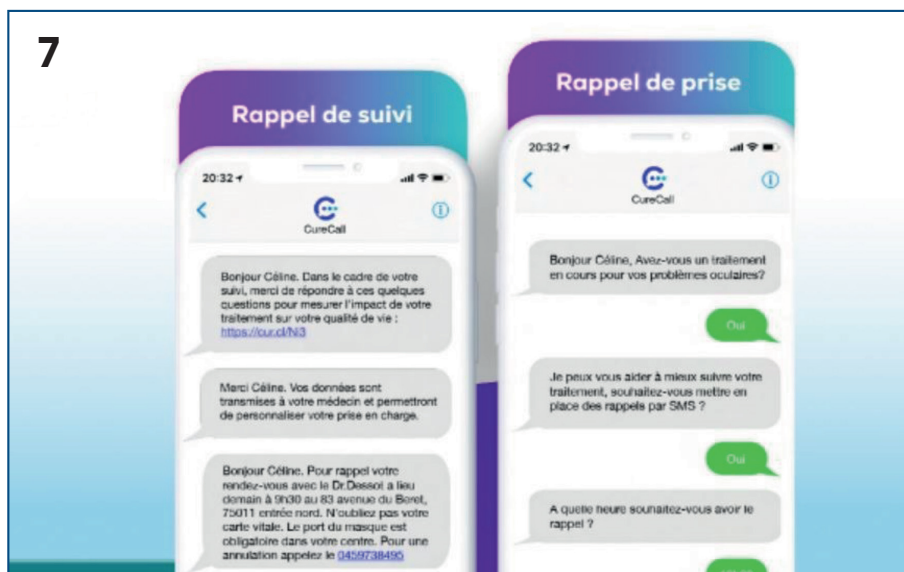 7
Rappel de suivi
20:32
CureCall
Bonjour Céline. Dans le cadre de votre
suivi, merci de répondre à ces quelques
questions pour mesurer l'impact de votre
traitement sur votre qualité de vie :
https://cur.cl/Ni3
Merci Céline. Vos données sont
transmises à votre médecin et permettront
de personnaliser votre prise en charge.
Bonjour Céline. Pour rappel votre
rendez-vous avec le Dr.Dessot a lieu
demain à 9h30 au 83 avenue du Beret,
75011 entrée nord. N'oubliez pas votre
carte vitale. Le port du masque est
obligatoire dans votre centre. Pour une
annulation appelez le 0459738495
Rappel de prise
20:32
CureCall
Bonjour Céline, Avez-vous un traitement
en cours pour vos problèmes oculaires?
Oui
Je peux vous aider à mieux suivre votre
traitement, souhaitez-vous mettre en
place des rappels par SMS ?
Oui
A quelle heure souhaitez-vous avoir le
rappel ?